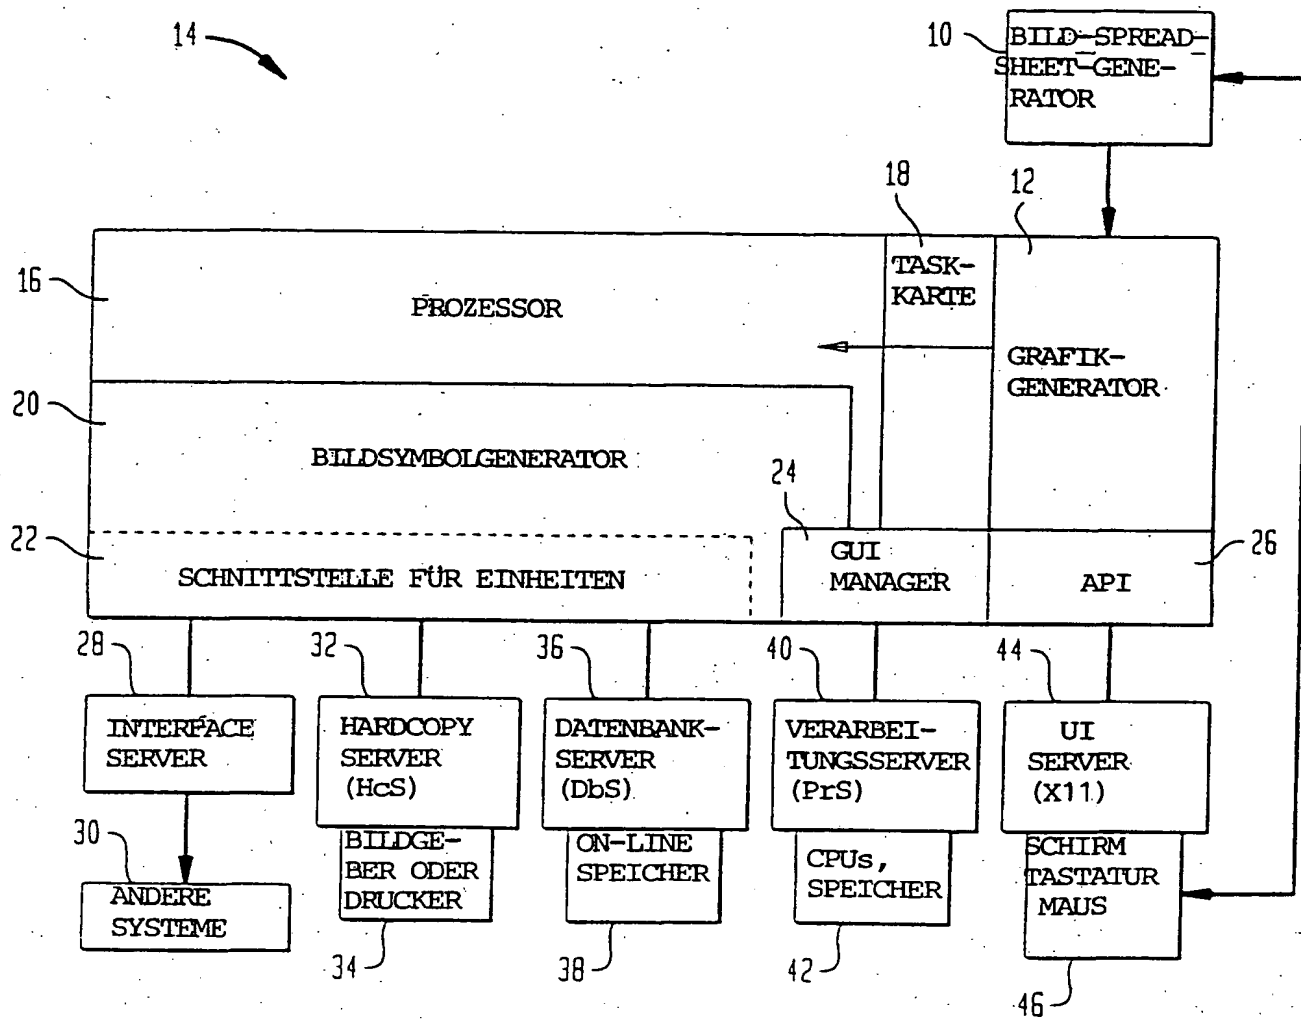 14
10
BILD-SPREAD-
SHEET-GENE-
RATOR
18
12
16
TASK-
KARTE
PROZESSOR
GRAFIK-
GENERATOR
20
BILDSYMBOLGENERATOR
24
22
SCHNITTSTELLE FÜR EINHEITEN
GUI
MANAGER
API
26
28
32
36
40
44
INTERFACE
SERVER
HARDCOPY
SERVER
(HcS)
DATENBANK-
SERVER
(DbS)
VERARBEI-
TUNGSSERVER
(PrS)
UI
SERVER
(X11)
30
ANDERE
SYSTEME
BILDGE-
BER ODER
DRUCKER
ON-LINE
SPEICHER
CPUs,
SPEICHER
SCHIRM
TASTATUR
MAUS
34
38
42
46